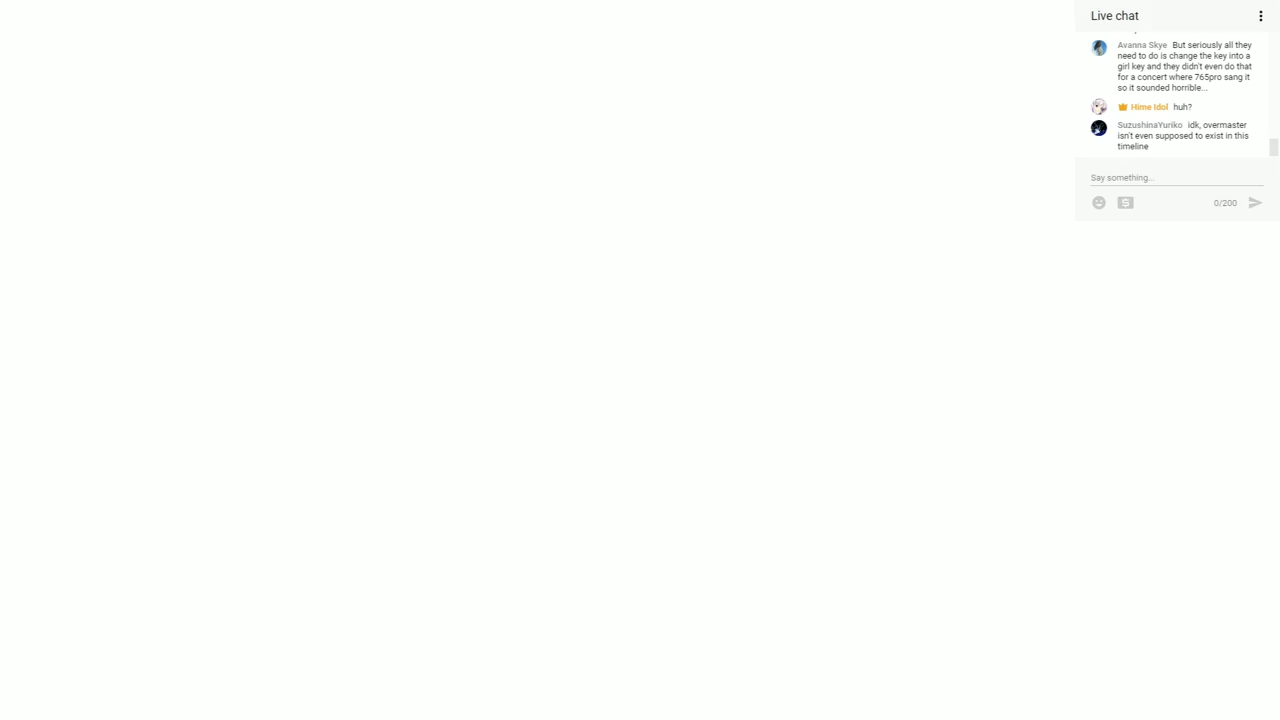 Live chat
Avanna Skye But seriously all they
need to do is change the key into a
girl key and they didn't even do that
for a concert where 765pro sang it
so it sounded horrible...
Hime Idol huh?
SuzushinaYuriko idk, overmaster
isn't even supposed to exist in this
timeline
Say something...
0/200